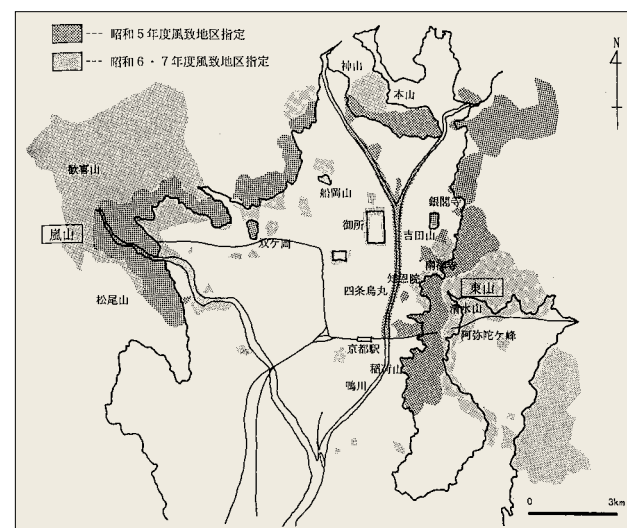 昭和5年度風致地区指定
昭和6・7年度風致地区指定
N
神山
本山
歓喜山
船岡山
銀閣寺
御所
吉田山
嵐山
双ケ岡
南禅寺
知恩院
東山
四条烏丸
松尾山
清水山
阿弥陀ケ峰
京都駅
稲荷山
鳴川
0 3km